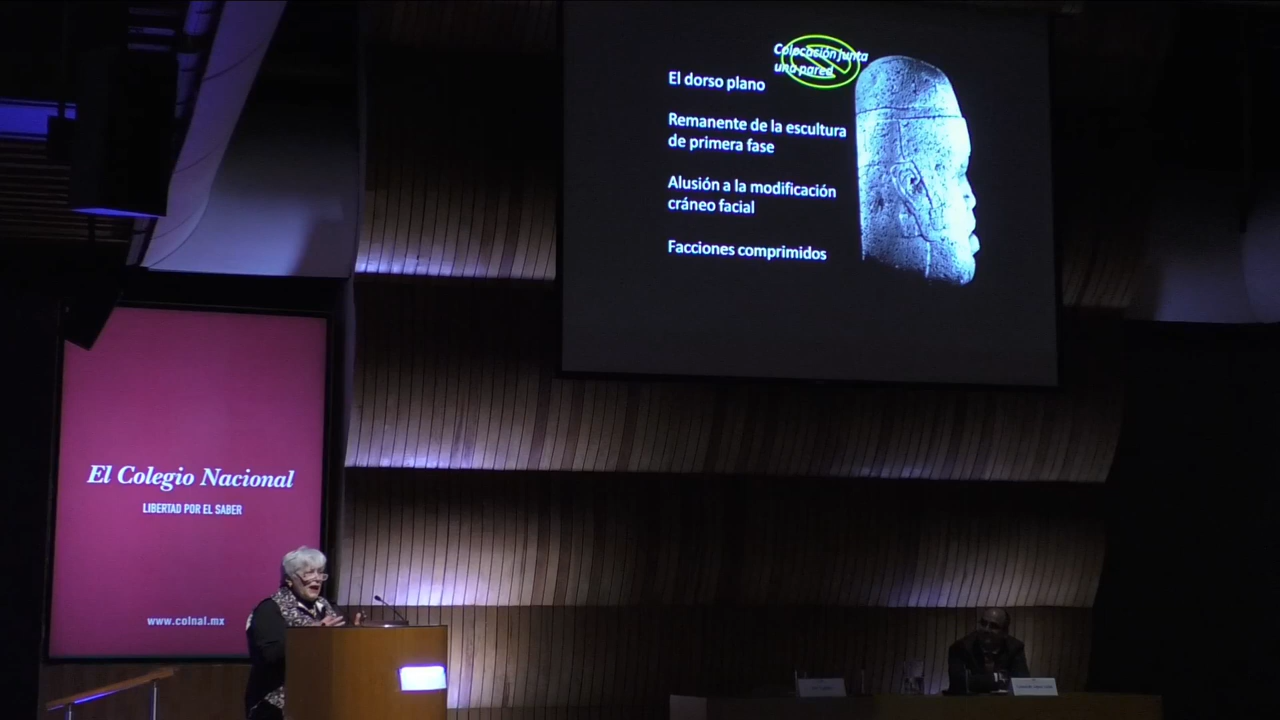 Colocación junta
una pared
El dorso plano
Remanente de la escultura
de primera fase
Alusión a la modificación
cráneo facial
Facciones comprimidos
El Colegio Nacional
LIBERTAD POR EL SABER
www.colnal.mx